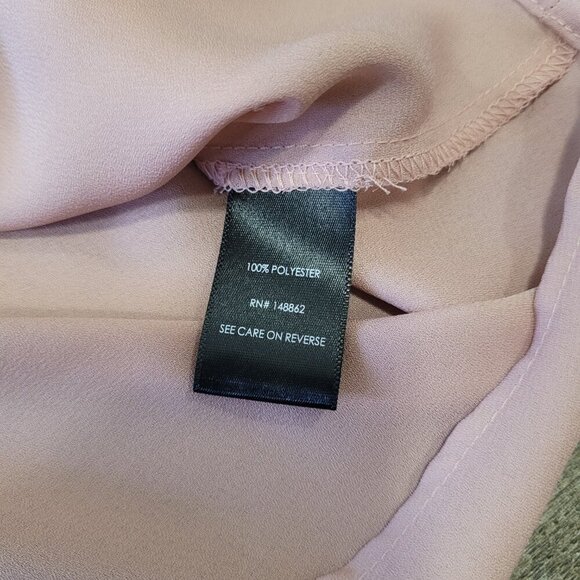 100% POLYESTER
RN# 148862
SEE CARE ON REVERSE